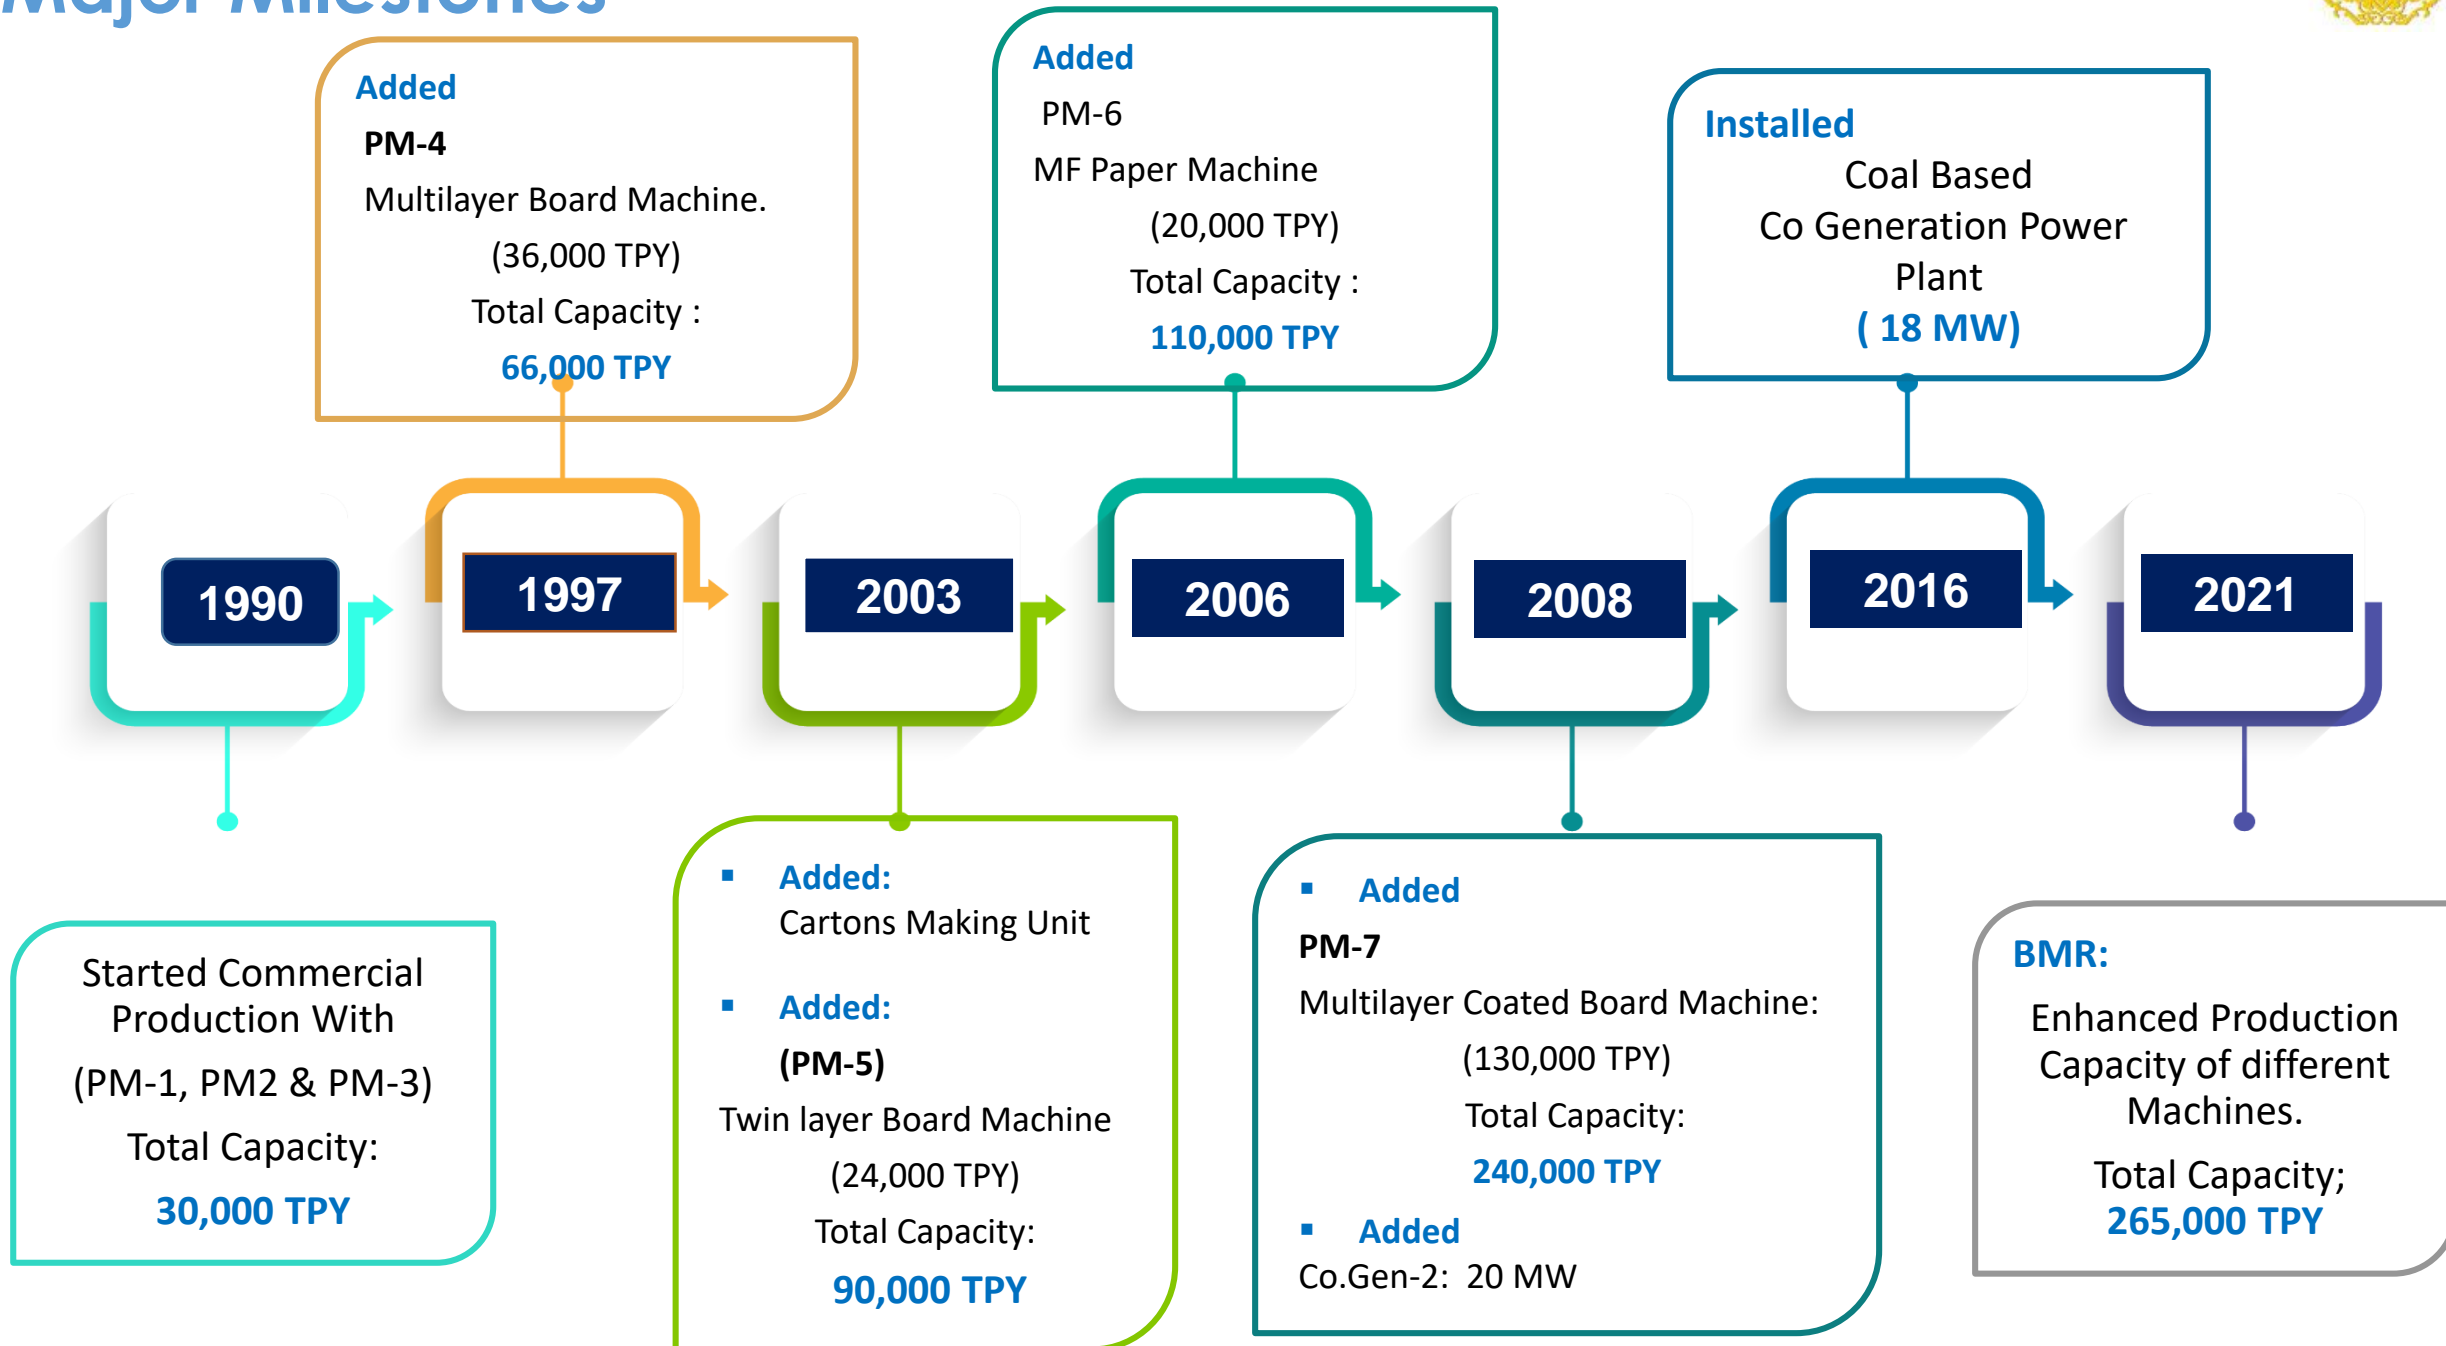 Major Milestones
Added
PM-4
Multilayer Board Machine.
(36,000 TPY)
Total Capacity :
66,000 TPY
Added
PM-6
MF Paper Machine
(20,000 TPY)
Total Capacity :
110,000 TPY
Installed
Coal Based
Co Generation Power
Plant
( 18 MW)
1990
1997
2003
2006
2008
2016
2021
Started Commercial
Production With
(PM-1, PM2 & PM-3)
Total Capacity:
30,000 TPY
▪ Added:
Cartons Making Unit
▪ Added:
(PM-5)
Twin layer Board Machine
(24,000 TPY)
Total Capacity:
90,000 TPY
▪ Added
PM-7
Multilayer Coated Board Machine:
(130,000 TPY)
Total Capacity:
240,000 TPY
▪ Added
Co.Gen-2: 20 MW
BMR:
Enhanced Production
Capacity of different
Machines.
Total Capacity;
265,000 TPY